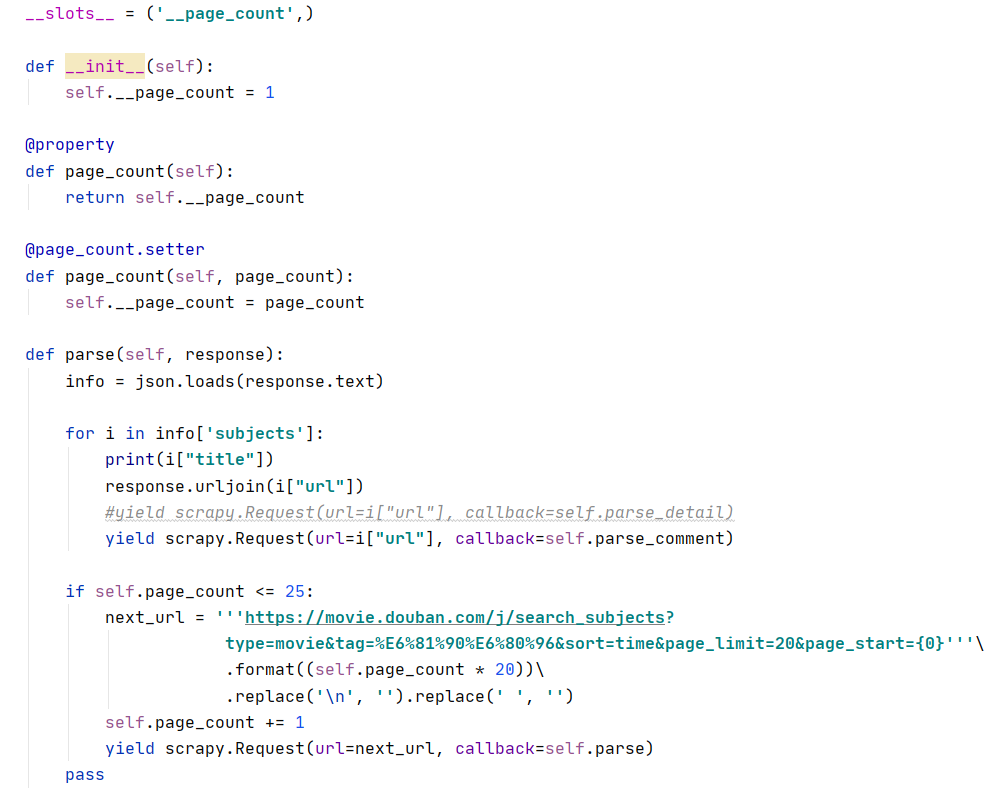 __slots__ = ('__page_count',)
def __init__(self):
self.__page_count = 1
@property
def page_count(self):
return self.__page_count
@page_count.setter
def page_count(self, page_count):
self.__page_count = page_count
def parse(self, response):
info = json.loads(response.text)
for i in info['subjects']:
print(i["title"])
response.urljoin(i["url"])
#yield scrapy.Request(url=i["url"], callback=self.parse_detail)
yield scrapy.Request(url=i["url"], callback=self.parse_comment)
if self.page_count <= 25:
next_url = '''https://movie.douban.com/j/search_subjects?
type=movie&tag=%E6%81%90%E6%80%96&sort=time&page_limit=20&page_start={0}'''\
.format((self.page_count * 20))\
.replace('\n', '').replace(' ', '')
self.page_count += 1
yield scrapy.Request(url=next_url, callback=self.parse)
pass